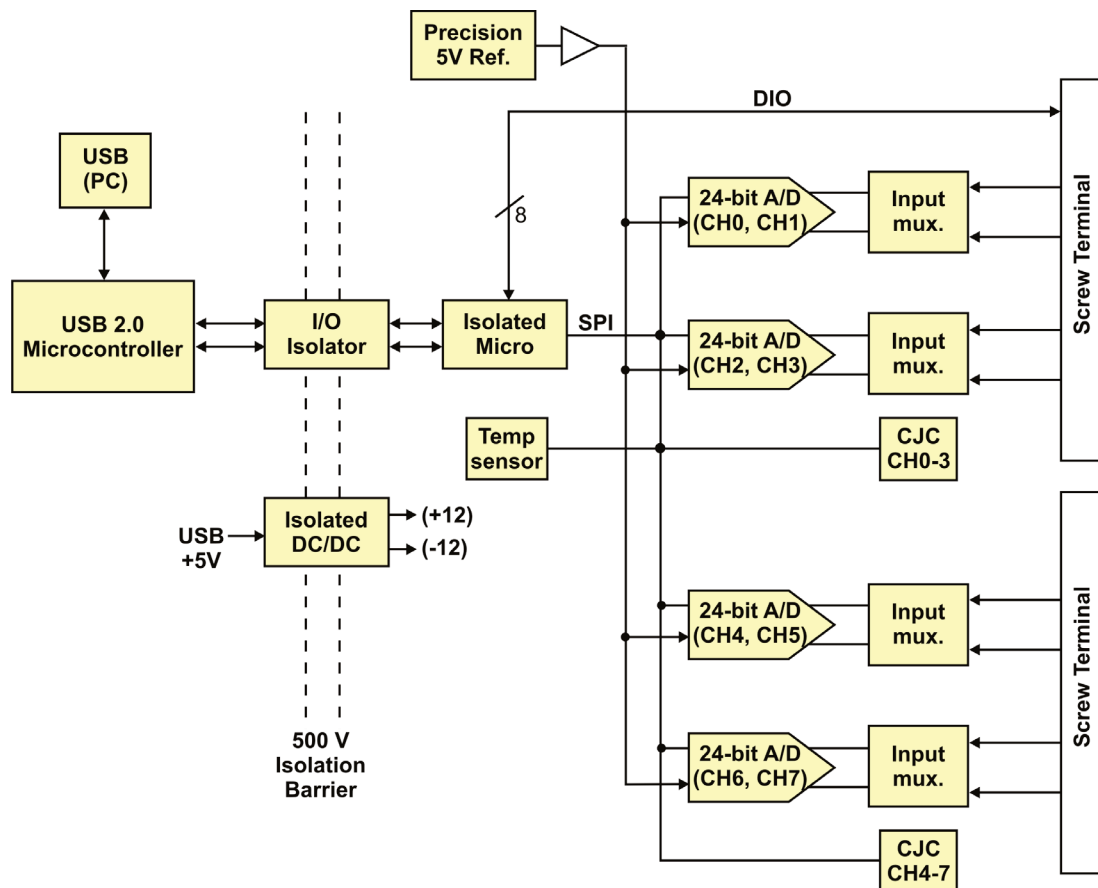 Precision
5V Ref.
DIO
USB
(PC)
8
24-bit A/D
(CH0, CH1)
Input
mux.
Screw Terminal
USB 2.0
Microcontroller
I/O
Isolator
Isolated
Micro
SPI
24-bit A/D
(CH2, CH3)
Input
mux.
Temp
sensor
CJC
CH0-3
USB
+5V
Isolated
DC/DC
(+12)
(-12)
24-bit A/D
(CH4, CH5)
Input
mux.
Screw Terminal
500 V
Isolation
Barrier
24-bit A/D
(CH6, CH7)
Input
mux.
CJC
CH4-7